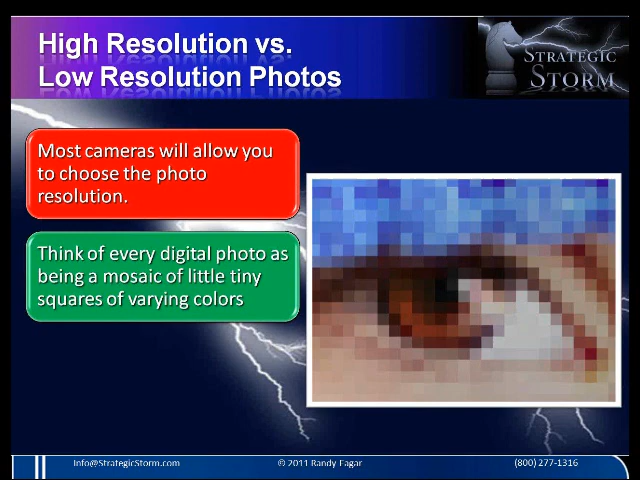 High Resolution vs.
Low Resolution Photos
STRATEGIC
STORM
Most cameras will allow you
to choose the photo
resolution.
Think of every digital photo as
being a mosaic of little tiny
squares of varying colors
Info@StrategicStorm.com
© 2011 Randy Eagar
(800) 277-1316